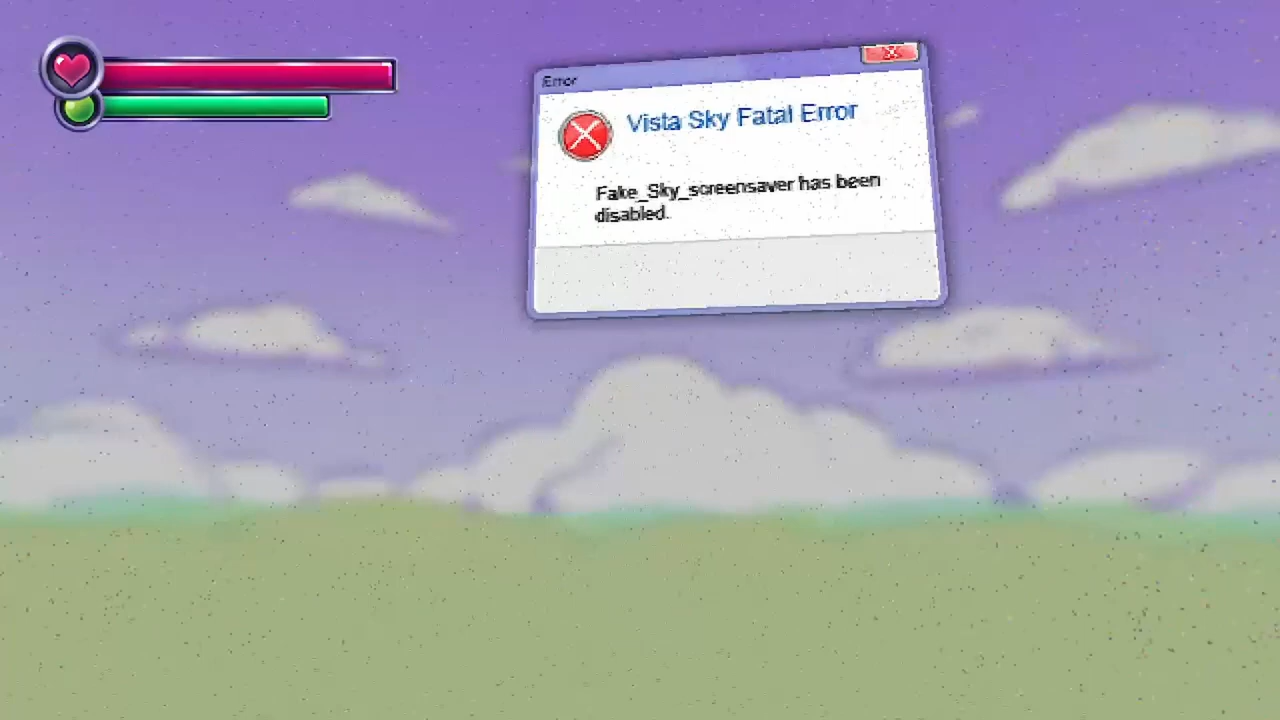 Error
Vista Sky Fatal Error
Fake_Sky_screensaver has been
disabled.